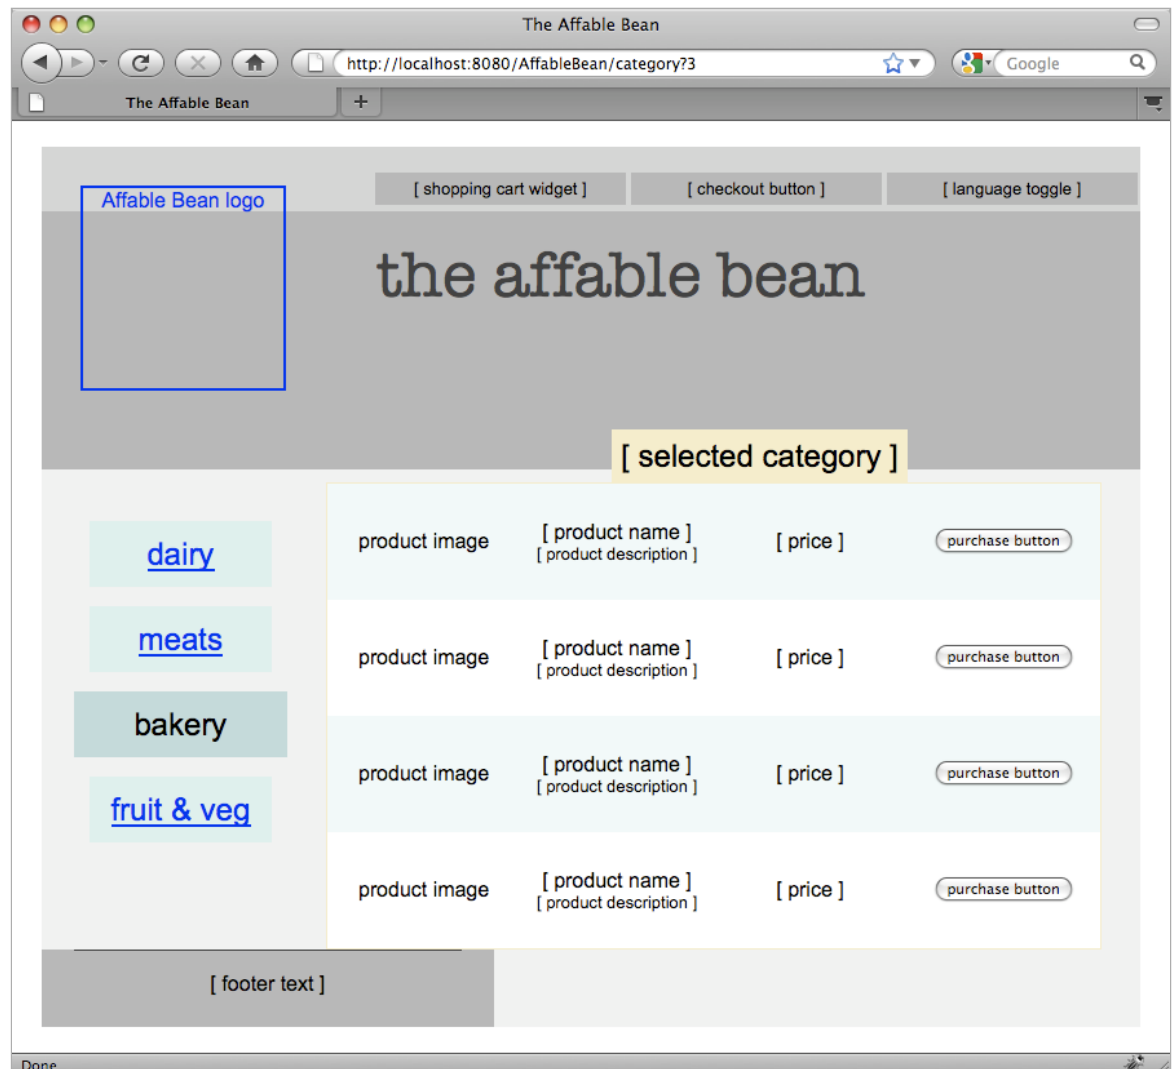 The Affable Bean
http://localhost:8080/AffableBean/category?3
Google
The Affable Bean
+
[ shopping cart widget ] [ checkout button ] [ language toggle ]
Affable Bean logo
the affable bean
[ selected category ]
dairy
meats
bakery
fruit & veg
product image [ product name ] [ price ] purchase button
[ product description ]
product image [ product name ] [ price ] purchase button
[ product description ]
product image [ product name ] [ price ] purchase button
[ product description ]
product image [ product name ] [ price ] purchase button
[ product description ]
[ footer text ]
Done